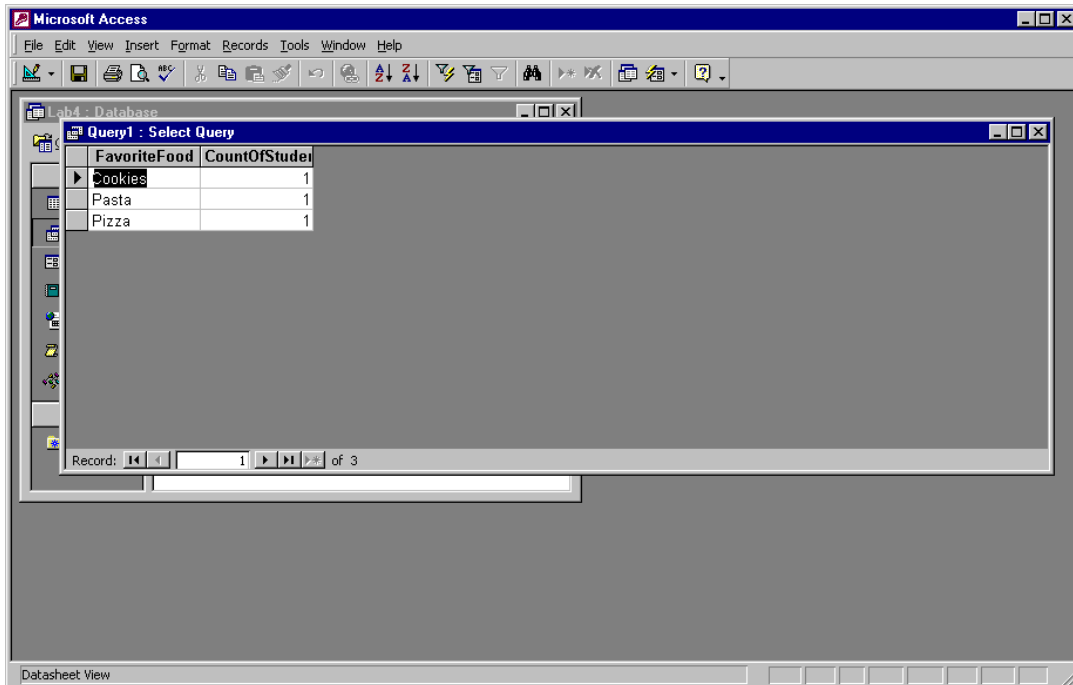 Microsoft Access
File Edit View Insert Format Records Tools Window Help
Lab4 : Database
Query1 : Select Query
FavoriteFood CountOfStuder
Cookies 1
Pasta 1
Pizza 1
Record: 1 of 3
Datasheet View